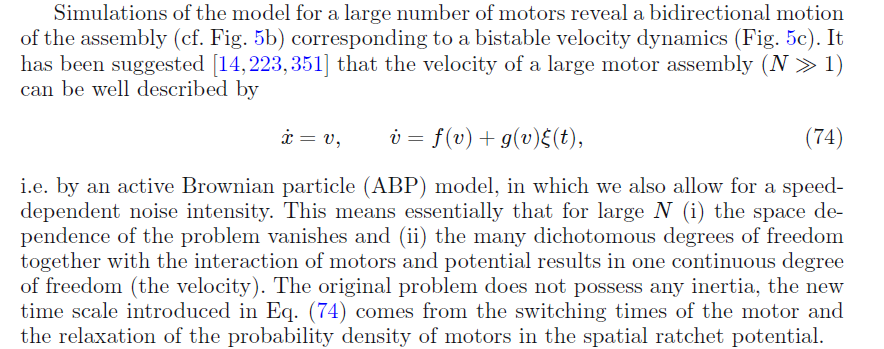 Simulations of the model for a large number of motors reveal a bidirectional motion
of the assembly (cf. Fig. 5b) corresponding to a bistable velocity dynamics (Fig. 5c). It
has been suggested [14,223,351] that the velocity of a large motor assembly (N ≫ 1)
can be well described by
ẋ = v, v̇ = f(v) + g(v)ξ(t), (74)
i.e. by an active Brownian particle (ABP) model, in which we also allow for a speed-
dependent noise intensity. This means essentially that for large N (i) the space de-
pendence of the problem vanishes and (ii) the many dichotomous degrees of freedom
together with the interaction of motors and potential results in one continuous degree
of freedom (the velocity). The original problem does not possess any inertia, the new
time scale introduced in Eq. (74) comes from the switching times of the motor and
the relaxation of the probability density of motors in the spatial ratchet potential.